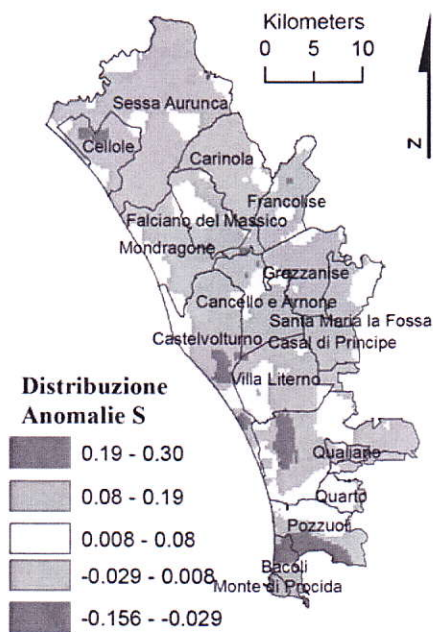 Kilometers
0 5 10
N
Sessa Aurunca
Cellole
Carinola
Francolise
Falciano del Massico
Mondragone
Grazzanise
Cancello e Arnone
Santa Maria la Fossa
Castelvolturno
Casal di Principe
Villa Literno
Distribuzione
Anomalie S
0.19 - 0.30
0.08 - 0.19
0.008 - 0.08
-0.029 - 0.008
-0.156 - -0.029
Qualiano
Quarto
Pozzuoli
Bacoli
Monte di Procida